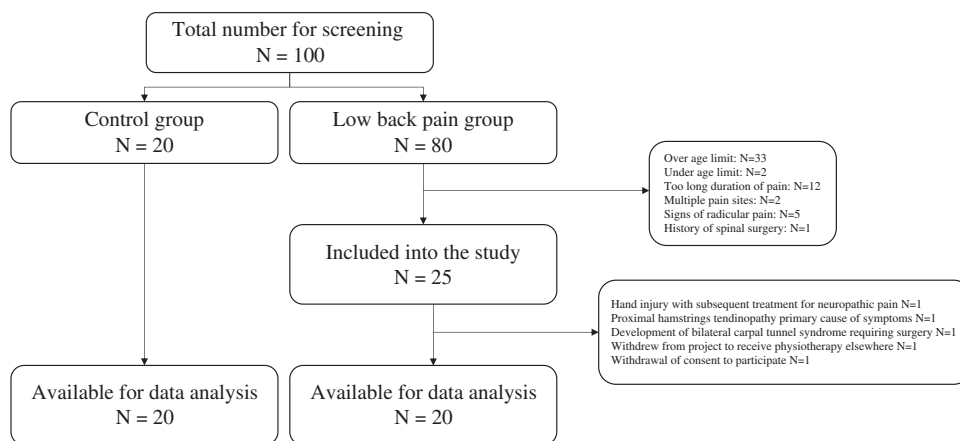 Total number for screening
N = 100
Control group
N = 20
Low back pain group
N = 80
Over age limit: N=33
Under age limit: N=2
Too long duration of pain: N=12
Multiple pain sites: N=2
Signs of radicular pain: N=5
History of spinal surgery: N=1
Included into the study
N = 25
Hand injury with subsequent treatment for neuropathic pain N=1
Proximal hamstrings tendinopathy primary cause of symptoms N=1
Development of bilateral carpal tunnel syndrome requiring surgery N=1
Withdrew from project to receive physiotherapy elsewhere N=1
Withdrawal of consent to participate N=1
Available for data analysis
N = 20
Available for data analysis
N = 20